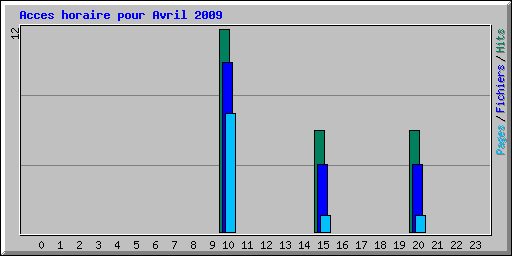 Acces horaire pour Avril 2009
12
Pages / Fichiers / Hits
0 1 2 3 4 5 6 7 8 9 10 11 12 13 14 15 16 17 18 19 20 21 22 23